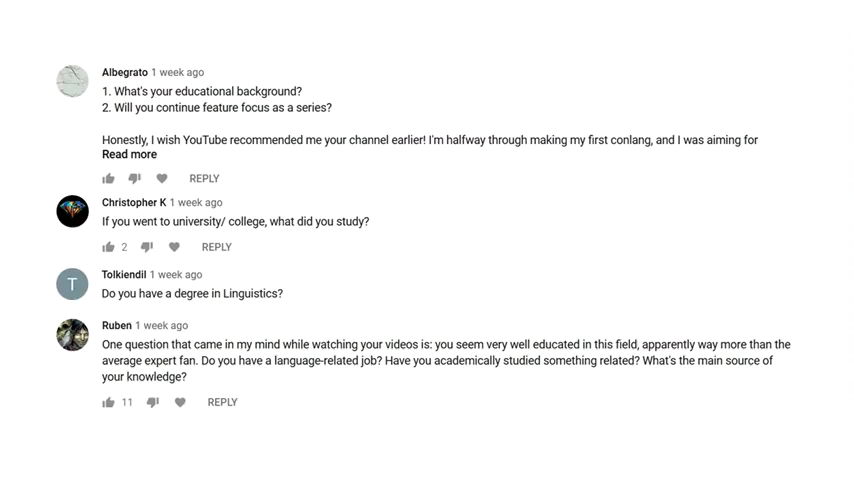 Albegrato 1 week ago
1. What's your educational background?
2. Will you continue feature focus as a series?
Honestly, I wish YouTube recommended me your channel earlier! I'm halfway through making my first conlang, and I was aiming for
Read more
REPLY
Christopher K 1 week ago
If you went to university/ college, what did you study?
2 REPLY
T
Tolkiendil 1 week ago
Do you have a degree in Linguistics?
Ruben 1 week ago
One question that came in my mind while watching your videos is: you seem very well educated in this field, apparently way more than the
average expert fan. Do you have a language-related job? Have you academically studied something related? What's the main source of
your knowledge?
11 REPLY